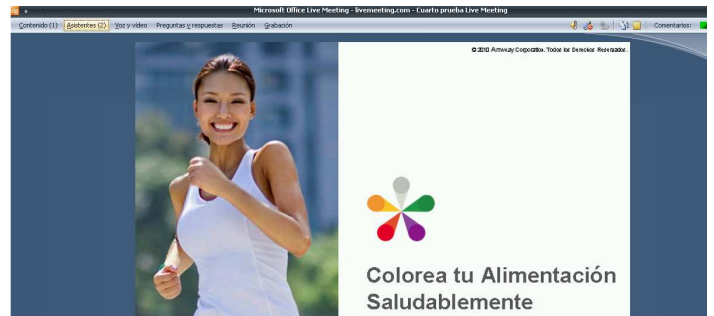 Microsoft Office Live Meeting - livemeeting.com - Cuarto prueba Live Meeting
Contenido (1) Asistentes (2) Voz y vídeo Preguntas y respuestas Reunión Grabación Comentarios:
© 2010 Amway Corporation. Todos los Derechos Reservados.
Colorea tu Alimentación
Saludablemente